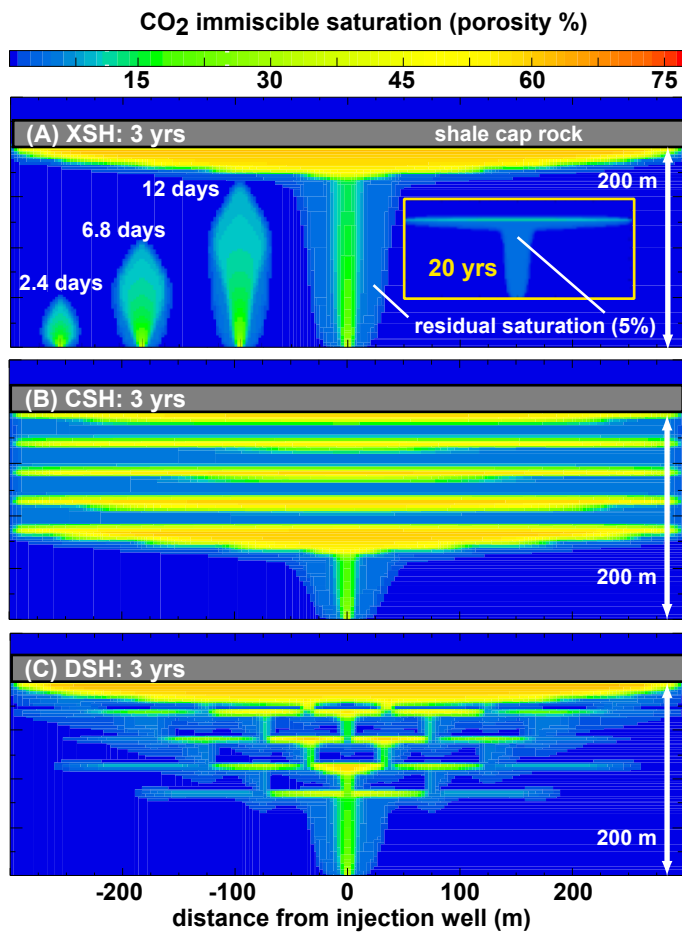 CO2 immiscible saturation (porosity %)
15 30 45 60 75
(A) XSH: 3 yrs shale cap rock
200 m
12 days
6.8 days
2.4 days
20 yrs
residual saturation (5%)
(B) CSH: 3 yrs
200 m
(C) DSH: 3 yrs
200 m
-200 -100 0 100 200
distance from injection well (m)